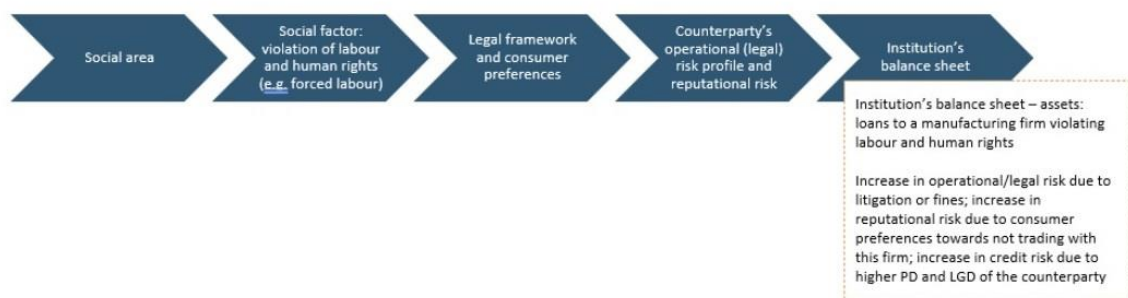 Social area
Social factor:
violation of labour
and human rights
(e.g. forced labour)
Legal framework
and consumer
preferences
Counterparty's
operational (legal)
risk profile and
reputational risk
Institution's
balance sheet
Institution's balance sheet – assets:
loans to a manufacturing firm violating
labour and human rights
Increase in operational/legal risk due to
litigation or fines; increase in
reputational risk due to consumer
preferences towards not trading with
this firm; increase in credit risk due to
higher PD and LGD of the counterparty